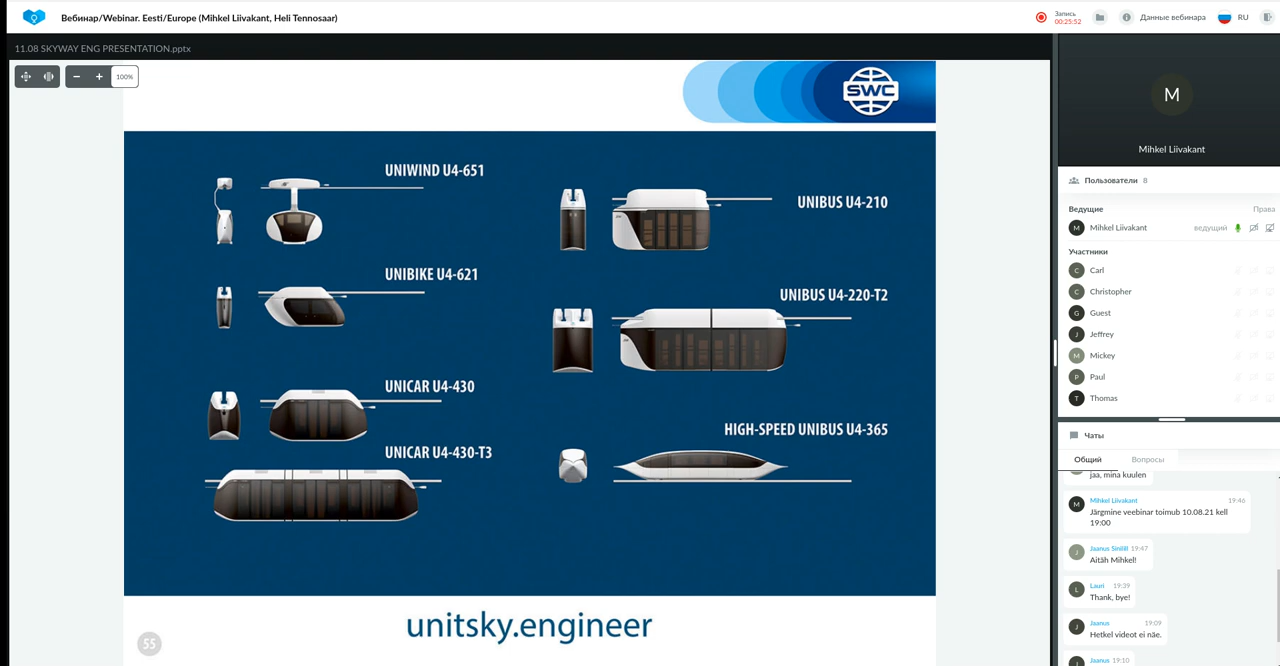 Вебинар/Webinar. Eesti/Europe (Mihkel Liivakant, Heli Tennosaar)
Запись
00:25:52
Данные вебинара
RU
11.08 SKYWAY ENG PRESENTATION.pptx
100%
SWC
UNIWIND U4-651
UNIBUS U4-210
UNIBIKE U4-621
UNIBUS U4-220-T2
UNICAR U4-430
HIGH-SPEED UNIBUS U4-365
UNICAR U4-430-T3
unitsky.engineer
55
M
Mihkel Liivakant
Пользователи 8
Ведущие Права
M Mihkel Liivakant ведущий
Участники
C Carl
C Christopher
G Guest
J Jeffrey
M Mickey
P Paul
T Thomas
Чаты
Общий Вопросы
jaa, mina kuulen
M Mihkel Liivakant 19:46
Järgmine veebinar toimub 10.08.21 kell
19:00
J Jaanus Siniläll 19:47
Aitäh Mihkel!
L Lauri 19:39
Thank, bye!
J Jaanus 19:09
Hetkel videot ei näe.
J Jaanus 19:10